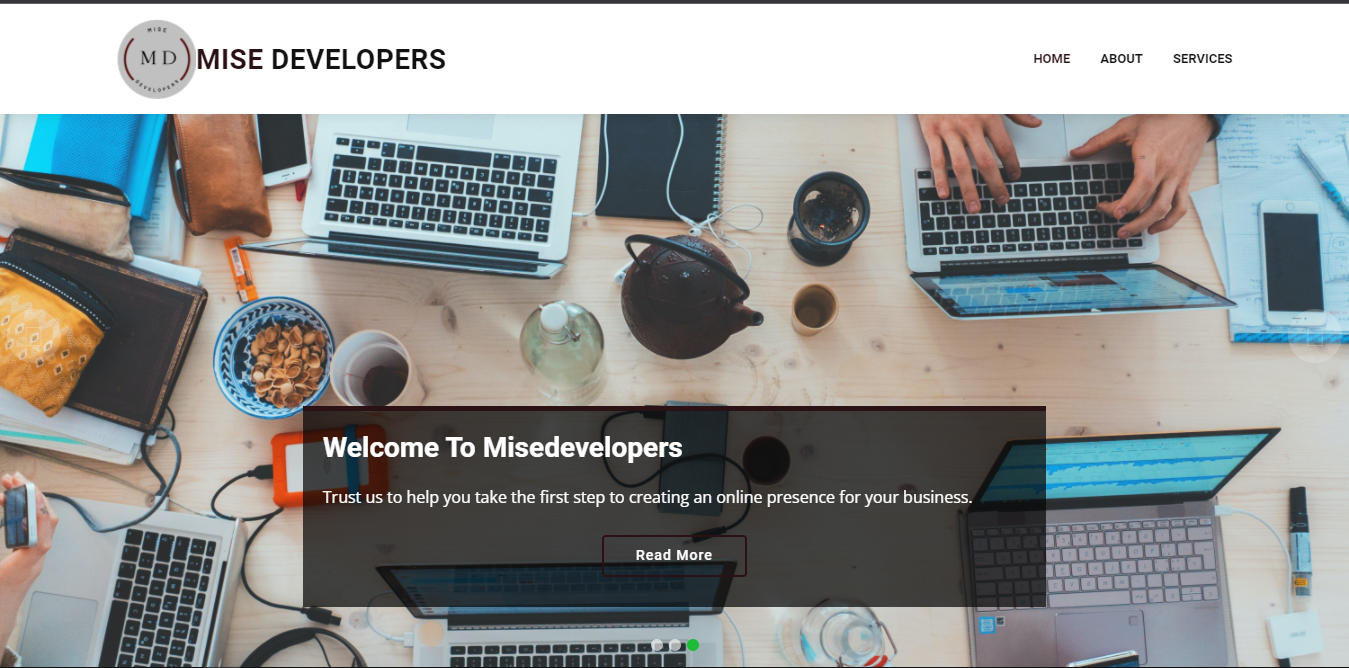 MISE
M D
DEVELOPERS
MISE DEVELOPERS
HOME
ABOUT
SERVICES
Welcome To Misedevelopers
Trust us to help you take the first step to creating an online presence for your business.
Read More